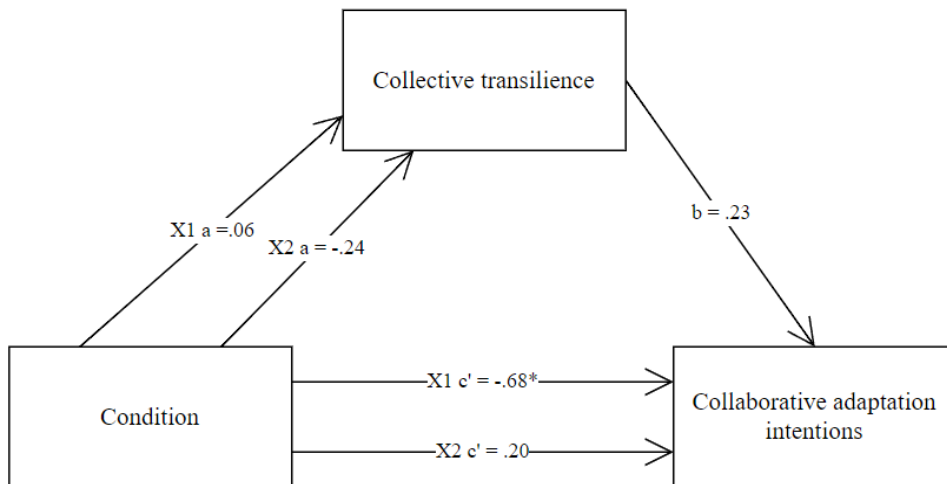 Collective transilience
X1 a =.06
X2 a = -.24
b = .23
Condition
X1 c' = -.68*
X2 c' = .20
Collaborative adaptation
intentions